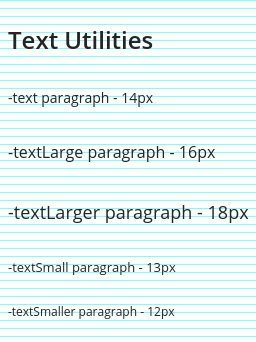 Text Utilities
-text paragraph - 14px
-textLarge paragraph - 16px
-textLarger paragraph - 18px
-textSmall paragraph - 13px
-textSmaller paragraph - 12px